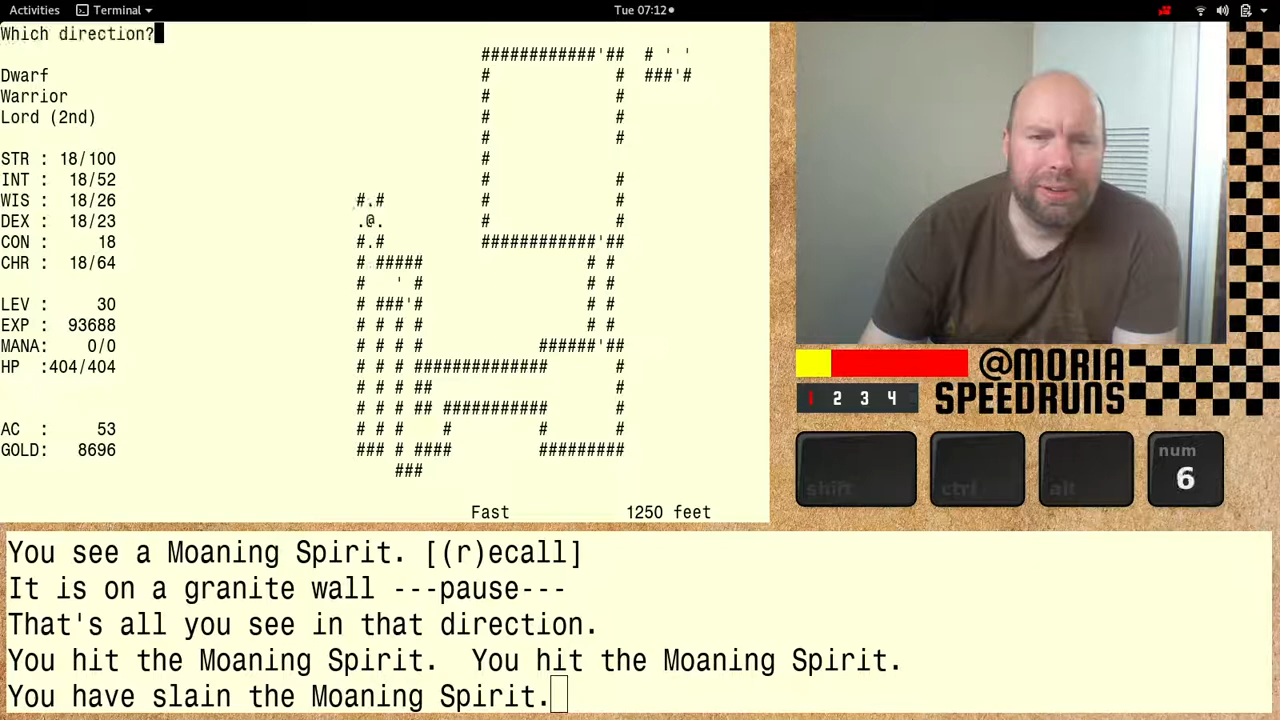 Activities Terminal Tue 07:12
Which direction?
############'## # ' '
Dwarf # # ###'#
Warrior # #
Lord (2nd) # #
# #
STR : 18/100 #
INT : 18/52 # #
WIS : 18/26 #.# # #
DEX : 18/23 .@. # #
CON : 18 #.# ############'##
CHR : 18/64 # ##### # #
# ' # # #
LEV : 30 # ###'# # #
EXP : 93688 # # # # # #
MANA: 0/0 # # # # ######'##
HP :404/404 # # # ############## #
# # # ## #
# # # ## ########### #
AC : 53 # # # # # #
GOLD: 8696 ### # #### #########
###
Fast 1250 feet
@MORIA
1 2 3 4
SPEEDRUNS
shift ctrl alt num
6
You see a Moaning Spirit. [(r)ecall]
It is on a granite wall ---pause---
That's all you see in that direction.
You hit the Moaning Spirit.  You hit the Moaning Spirit.
You have slain the Moaning Spirit.